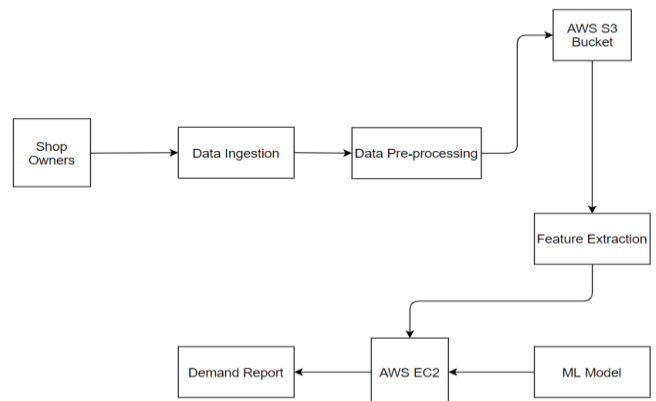 AWS S3
Bucket
Shop
Owners
Data Ingestion
Data Pre-processing
Feature Extraction
Demand Report
AWS EC2
ML Model